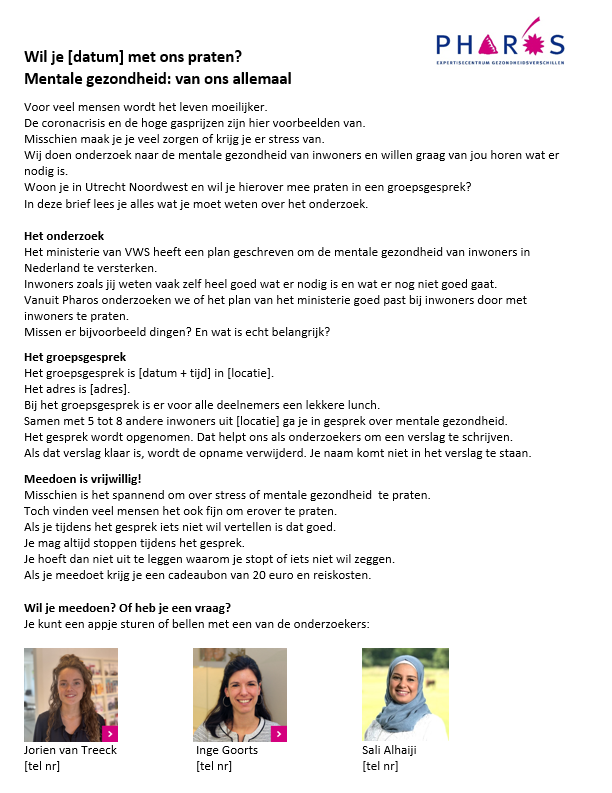 PHAROS
EXPERTISECENTRUM GEZONDHEIDSVERSCHILLEN
Wil je [datum] met ons praten?
Mentale gezondheid: van ons allemaal
Voor veel mensen wordt het leven moeilijker.
De coronacrisis en de hoge gasprijzen zijn hier voorbeelden van.
Misschien maak je je veel zorgen of krijg je er stress van.
Wij doen onderzoek naar de mentale gezondheid van inwoners en willen graag van jou horen wat er
nodig is.
Woon je in Utrecht Noordwest en wil je hierover mee praten in een groepsgesprek?
In deze brief lees je alles wat je moet weten over het onderzoek.
Het onderzoek
Het ministerie van VWS heeft een plan geschreven om de mentale gezondheid van inwoners in
Nederland te versterken.
Inwoners zoals jij weten vaak zelf heel goed wat er nodig is en wat er nog niet goed gaat.
Vanuit Pharos onderzoeken we of het plan van het ministerie goed past bij inwoners door met
inwoners te praten.
Missen er bijvoorbeeld dingen? En wat is echt belangrijk?
Het groepsgesprek
Het groepsgesprek is [datum + tijd] in [locatie].
Het adres is [adres].
Bij het groepsgesprek is er voor alle deelnemers een lekkere lunch.
Samen met 5 tot 8 andere inwoners uit [locatie] ga je in gesprek over mentale gezondheid.
Het gesprek wordt opgenomen. Dat helpt ons als onderzoekers om een verslag te schrijven.
Als dat verslag klaar is, wordt de opname verwijderd. Je naam komt niet in het verslag te staan.
Meedoen is vrijwillig!
Misschien is het spannend om over stress of mentale gezondheid  te praten.
Toch vinden veel mensen het ook fijn om erover te praten.
Als je tijdens het gesprek iets niet wil vertellen is dat goed.
Je mag altijd stoppen tijdens het gesprek.
Je hoeft dan niet uit te leggen waarom je stopt of iets niet wil zeggen.
Als je meedoet krijg je een cadeaubon van 20 euro en reiskosten.
Wil je meedoen? Of heb je een vraag?
Je kunt een appje sturen of bellen met een van de onderzoekers:
Jorien van Treeck Inge Goorts Sali Alhaiji
[tel nr] [tel nr] [tel nr]